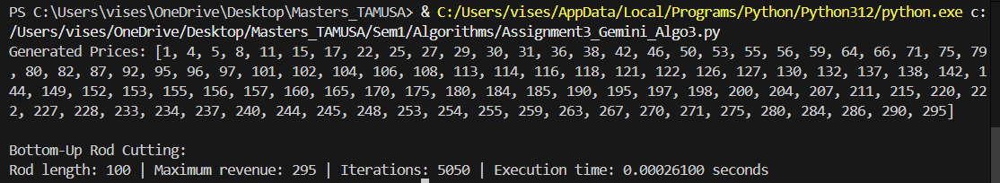 PS C:\Users\vises\OneDrive\Desktop\Masters_TAMUSA> & C:/Users/vises/AppData/Local/Programs/Python/Python312/python.exe c:
/Users/vises/OneDrive/Desktop/Masters_TAMUSA/Sem1/Algorithms/Assignment3_Gemini_Algo3.py
Generated Prices: [1, 4, 5, 8, 11, 15, 17, 22, 25, 27, 29, 30, 31, 36, 38, 42, 46, 50, 53, 55, 56, 59, 64, 66, 71, 75, 79
, 80, 82, 87, 92, 95, 96, 97, 101, 102, 104, 106, 108, 113, 114, 116, 118, 121, 122, 126, 127, 130, 132, 137, 138, 142, 1
44, 149, 152, 153, 155, 156, 157, 160, 165, 170, 175, 180, 184, 185, 190, 195, 197, 198, 200, 204, 207, 211, 215, 220, 22
2, 227, 228, 233, 234, 237, 240, 244, 245, 248, 253, 254, 255, 259, 263, 267, 270, 271, 275, 280, 284, 286, 290, 295]
Bottom-Up Rod Cutting:
Rod length: 100 | Maximum revenue: 295 | Iterations: 5050 | Execution time: 0.00026100 seconds